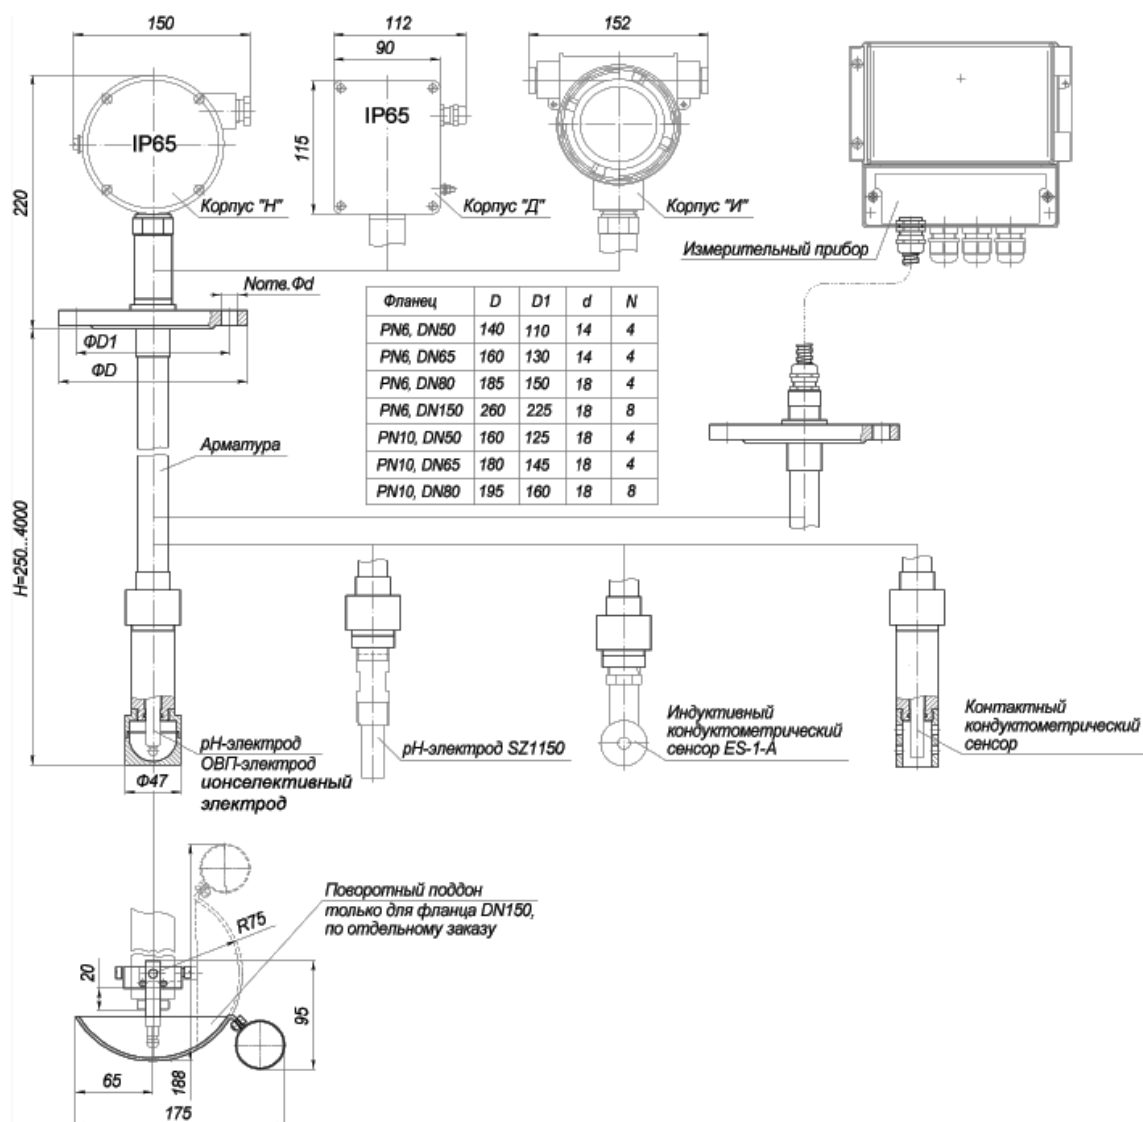 150
112
90
152
IP65
IP65
115
220
Корпус "Н"
Корпус "Д"
Корпус "И"
Измерительный прибор
Nотв.Фd
ФD1
ФD
Фланец D D1 d N
PN6, DN50 140 110 14 4
PN6, DN65 160 130 14 4
PN6, DN80 185 150 18 4
PN6, DN150 260 225 18 8
PN10, DN50 160 125 18 4
PN10, DN65 180 145 18 4
PN10, DN80 195 160 18 8
Арматура
H=250...4000
pH-электрод
ОВП-электрод
ионселективный
электрод
Ф47
pH-электрод SZ1150
Индуктивный
кондуктометрический
сенсор ES-1-A
Контактный
кондуктометрический
сенсор
Поворотный поддон
только для фланца DN150,
по отдельному заказу
R75
20
95
65
188
175